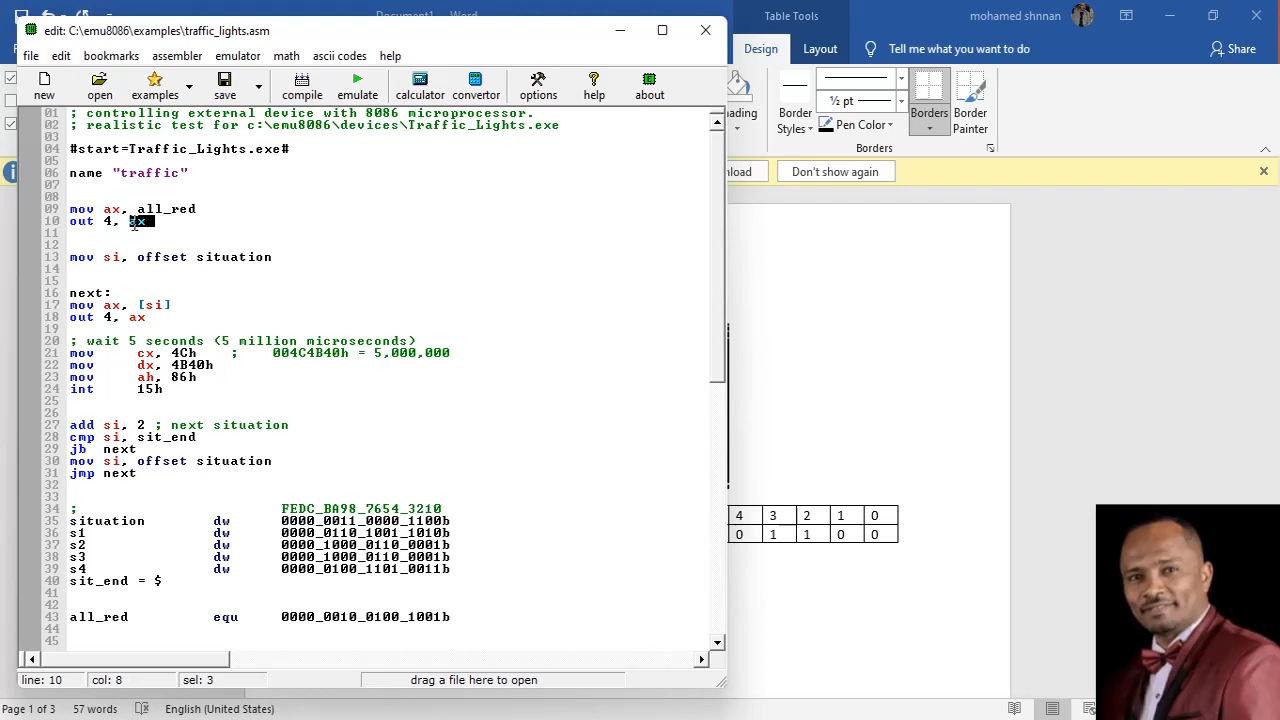 Document1 - Word
Table Tools
mohamed shnnan
edit: C:\emu8086\examples\traffic_lights.asm
file edit bookmarks assembler emulator math ascii codes help
Design Layout Tell me what you want to do Share
new open examples save compile emulate calculator convertor options help about
½ pt
Pen Color
Border Styles
Borders
Border Painter
Borders
Don't show again
01 ; controlling external device with 8086 microprocessor.
02 ; realistic test for c:\emu8086\devices\Traffic_Lights.exe
03
04 #start=Traffic_Lights.exe#
05
06 name "traffic"
07
08
09 mov ax, all_red
10 out 4, ax
11
12
13 mov si, offset situation
14
15
16 next:
17 mov ax, [si]
18 out 4, ax
19
20 ; wait 5 seconds (5 million microseconds)
21 mov cx, 4Ch ; 004C4B40h = 5,000,000
22 mov dx, 4B40h
23 mov ah, 86h
24 int 15h
25
26
27 add si, 2 ; next situation
28 cmp si, sit_end
29 jb next
30 mov si, offset situation
31 jmp next
32
33
34 ; FEDC_BA98_7654_3210
35 situation dw 0000_0011_0000_1100b
36 s1 dw 0000_0110_1001_1010b
37 s2 dw 0000_1000_0110_0001b
38 s3 dw 0000_1000_0110_0001b
39 s4 dw 0000_0100_1101_0011b
40 sit_end = $
41
42
43 all_red equ 0000_0010_0100_1001b
44
45
4 3 2 1 0
0 1 1 0 0
line: 10 col: 8 sel: 3 drag a file here to open
Page 1 of 3 57 words English (United States)